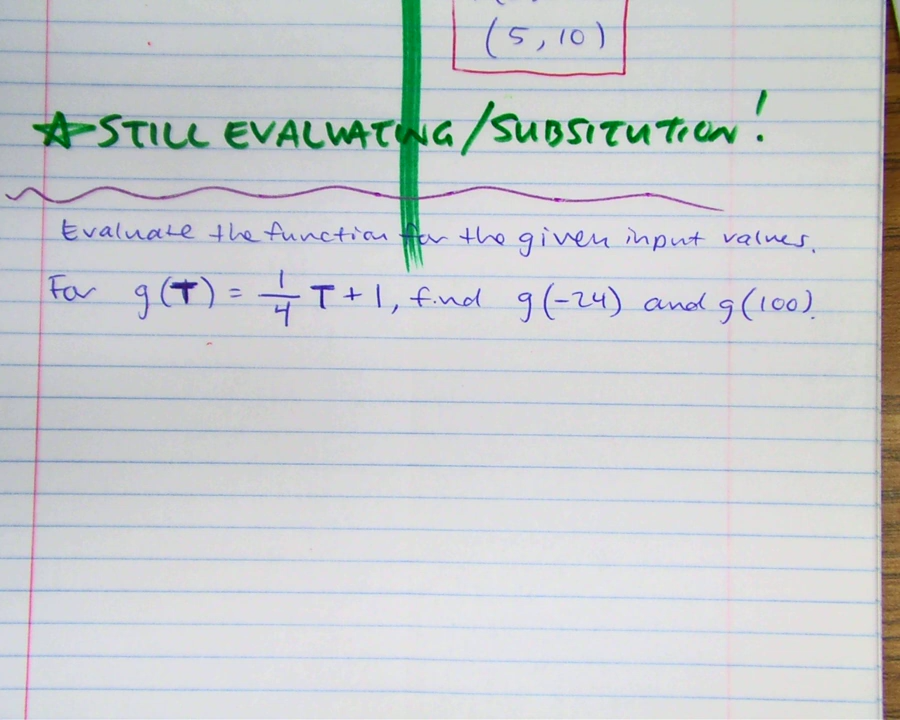 (5, 10)
☆ STILL EVALUATING/SUBSITUTION!
Evaluate the function for the given input values.
For g(T) = 1/4 T + 1, find g(-24) and g(100).